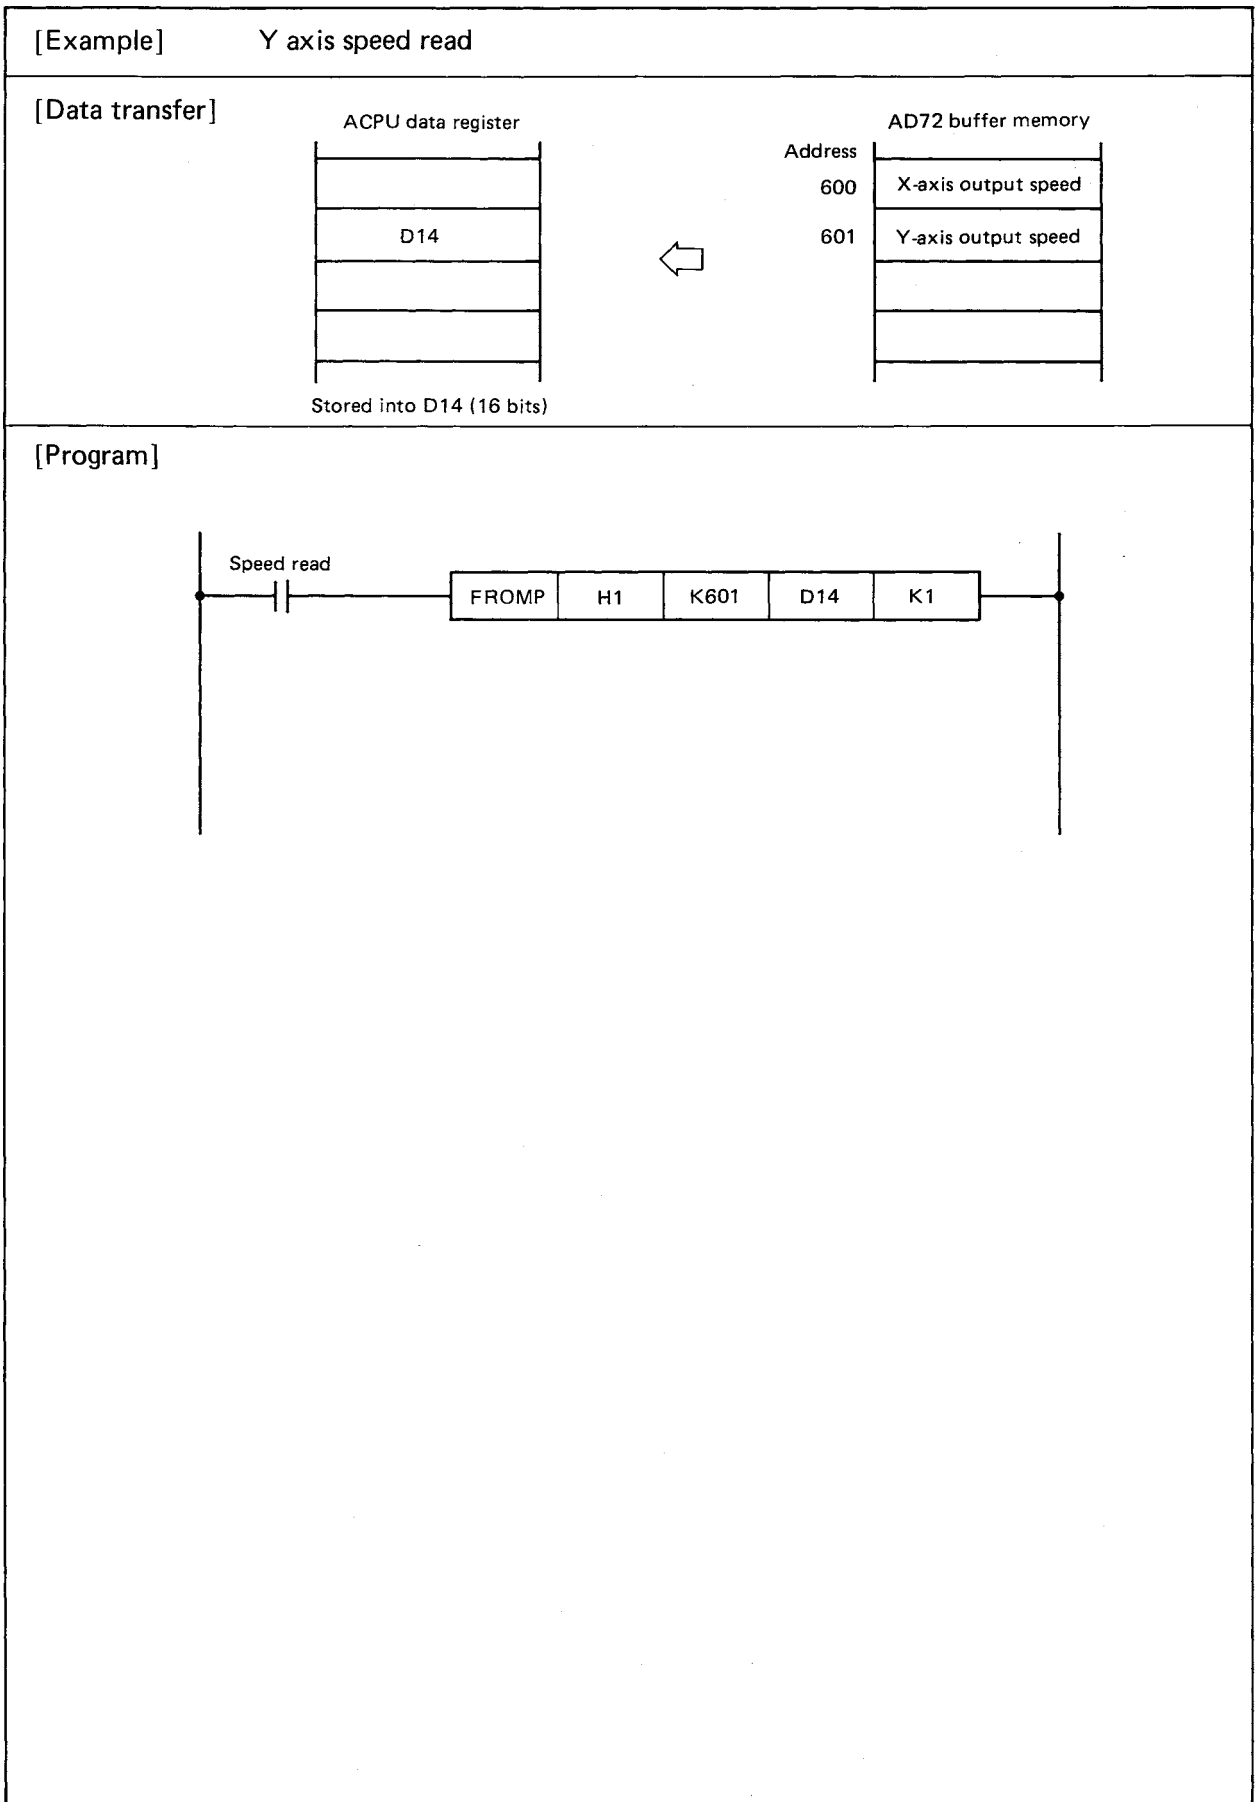 [Example] Y axis speed read
[Data transfer]
ACPU data register
AD72 buffer memory
Address
600 X-axis output speed
D14
601 Y-axis output speed
Stored into D14 (16 bits)
[Program]
Speed read
FROMP H1 K601 D14 K1